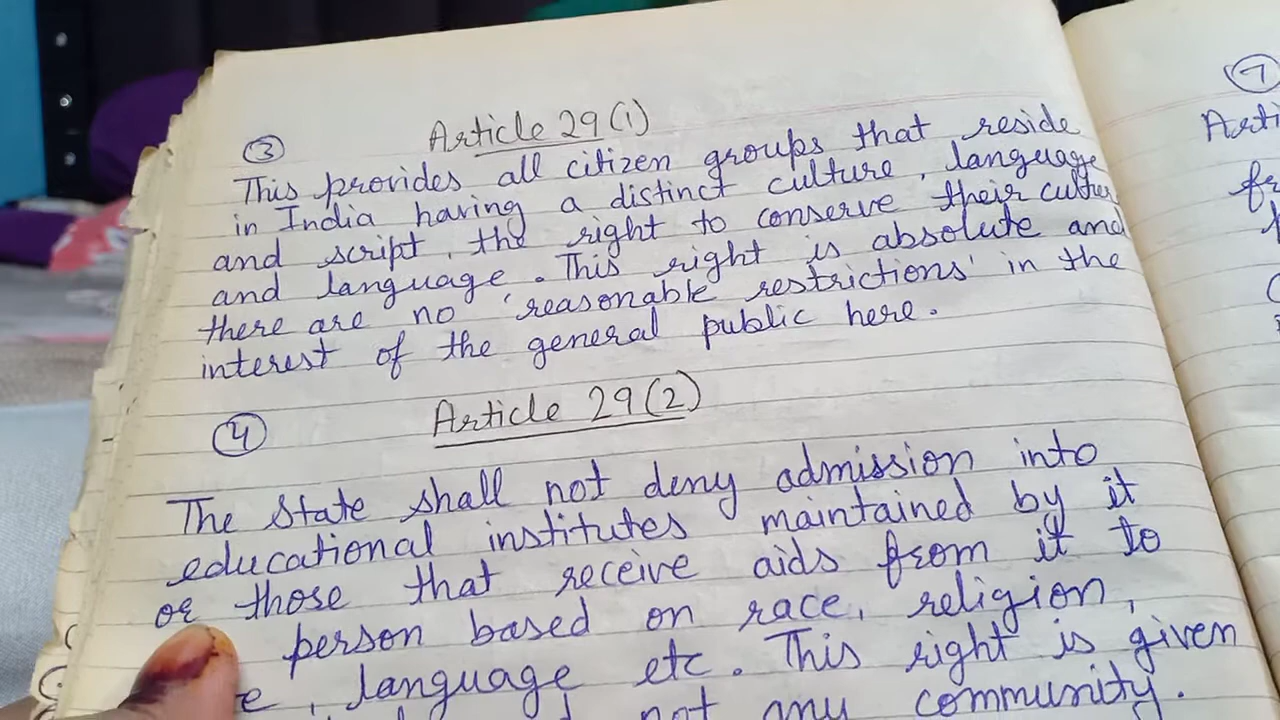 ③ Article 29(1)
This provides all citizen groups that reside
in India having a distinct culture, language
and script, the right to conserve their culture
and language. This right is absolute and
there are no 'reasonable restrictions' in the
interest of the general public here.
④ Article 29(2)
The State shall not deny admission into
educational institutes maintained by it
or those that receive aids from it to
person based on race, religion,
language etc. This right is given
not any community.
⑦
Arti